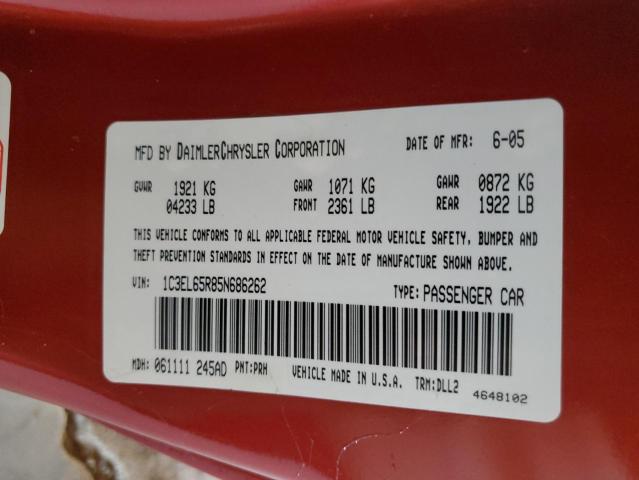 MFD BY DAIMLERCHRYSLER CORPORATION DATE OF MFR: 6-05
GVWR 1921 KG GAWR 1071 KG GAWR 0872 KG
04233 LB FRONT 2361 LB REAR 1922 LB
THIS VEHICLE CONFORMS TO ALL APPLICABLE FEDERAL MOTOR VEHICLE SAFETY, BUMPER AND
THEFT PREVENTION STANDARDS IN EFFECT ON THE DATE OF MANUFACTURE SHOWN ABOVE.
VIN: 1C3EL65R85N686262 TYPE: PASSENGER CAR
MDH: 061111 245AD PNT:PRH VEHICLE MADE IN U.S.A. TRM:DLL2
4648102